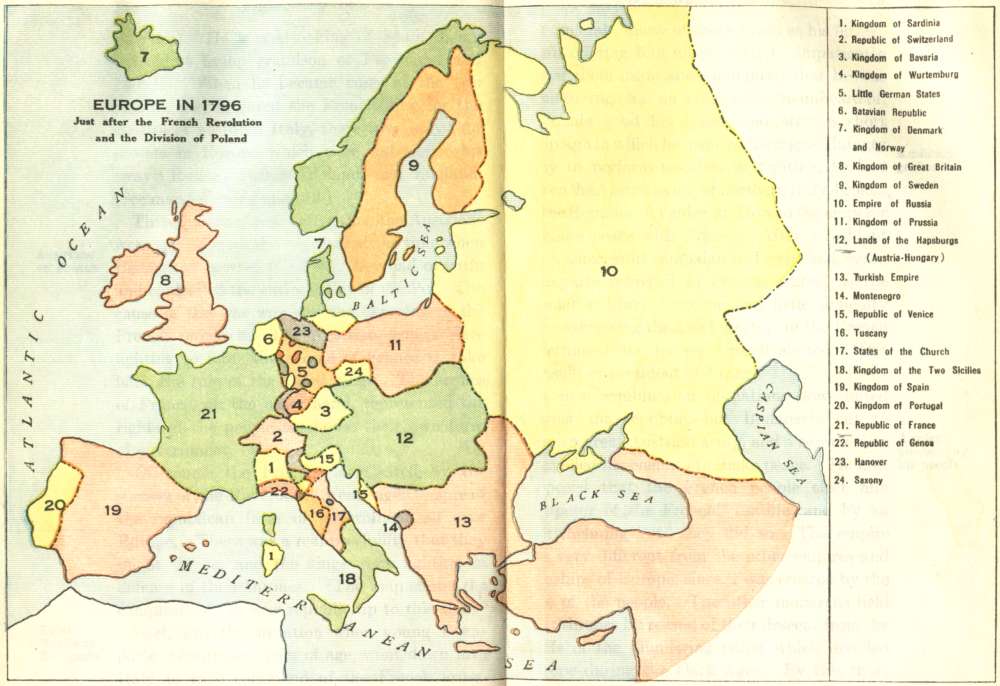 EUROPE IN 1796
Just after the French Revolution
and the Division of Poland
ATLANTIC OCEAN
BALTIC SEA
CASPIAN SEA
BLACK SEA
MEDITERRANEAN SEA
7
9
7
8
10
6
23
5
24
11
4
3
21
2
12
1
15
22
15
16
17
14
13
20
19
1
18
1. Kingdom of Sardinia
2. Republic of Switzerland
3. Kingdom of Bavaria
4. Kingdom of Wurtemburg
5. Little German States
6. Batavian Republic
7. Kingdom of Denmark
and Norway
8. Kingdom of Great Britain
9. Kingdom of Sweden
10. Empire of Russia
11. Kingdom of Prussia
12. Lands of the Hapsburgs
(Austria-Hungary)
13. Turkish Empire
14. Montenegro
15. Republic of Venice
16. Tuscany
17. States of the Church
18. Kingdom of the Two Sicilies
19. Kingdom of Spain
20. Kingdom of Portugal
21. Republic of France
22. Republic of Genoa
23. Hanover
24. Saxony